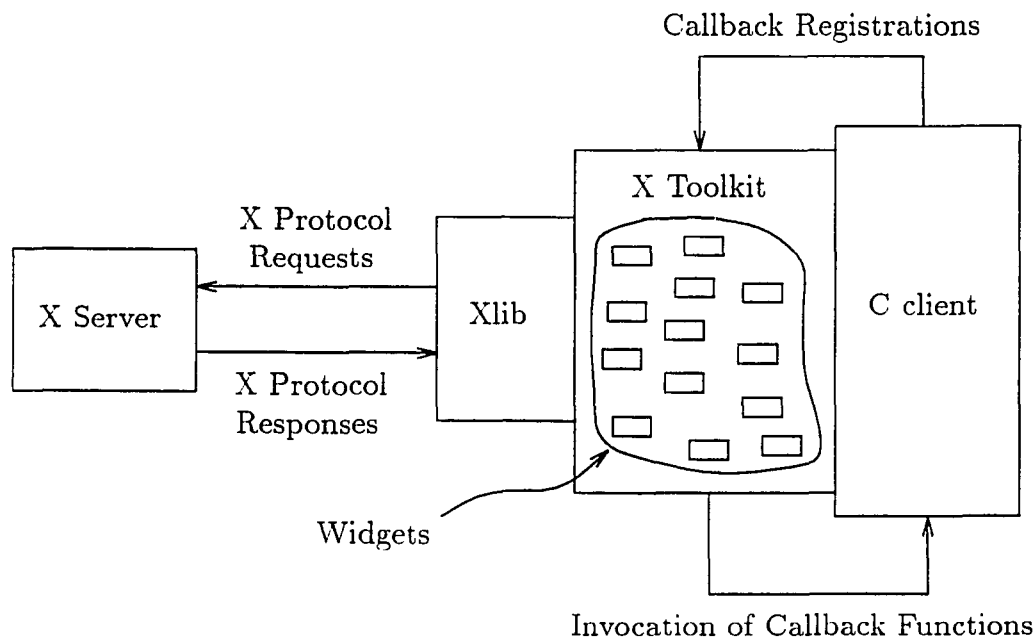 Callback Registrations
X Toolkit
X Protocol
Requests
X Server
Xlib
C client
X Protocol
Responses
Widgets
Invocation of Callback Functions